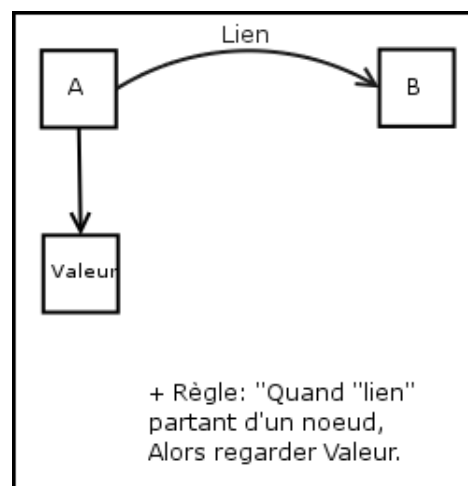 Lien
A
B
Valeur
+ Règle: "Quand "lien"
partant d'un noeud,
Alors regarder Valeur.